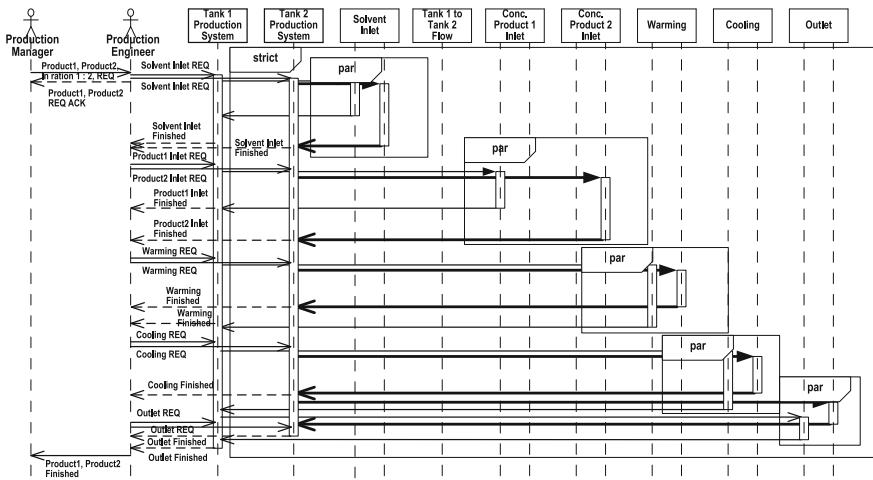 Production
Manager
Production
Engineer
Tank 1
Production
System
Tank 2
Production
System
Solvent
Inlet
Tank 1 to
Tank 2
Flow
Conc.
Product 1
Inlet
Conc.
Product 2
Inlet
Warming
Cooling
Outlet
strict
par
Product1, Product2,
In ration 1 : 2, REQ
Product1, Product2
REQ ACK
Solvent Inlet REQ
Solvent Inlet REQ
Solvent Inlet
Finished
Solvent Inlet
Finished
Product1 Inlet REQ
par
Product2 Inlet REQ
Product1 Inlet
Finished
Product2 Inlet
Finished
Warming REQ
Warming REQ
par
Warming
Finished
Warming
Finished
Cooling REQ
Cooling REQ
par
Cooling Finished
par
Outlet REQ
Outlet REQ
Outlet Finished
Outlet Finished
Product1, Product2
Finished